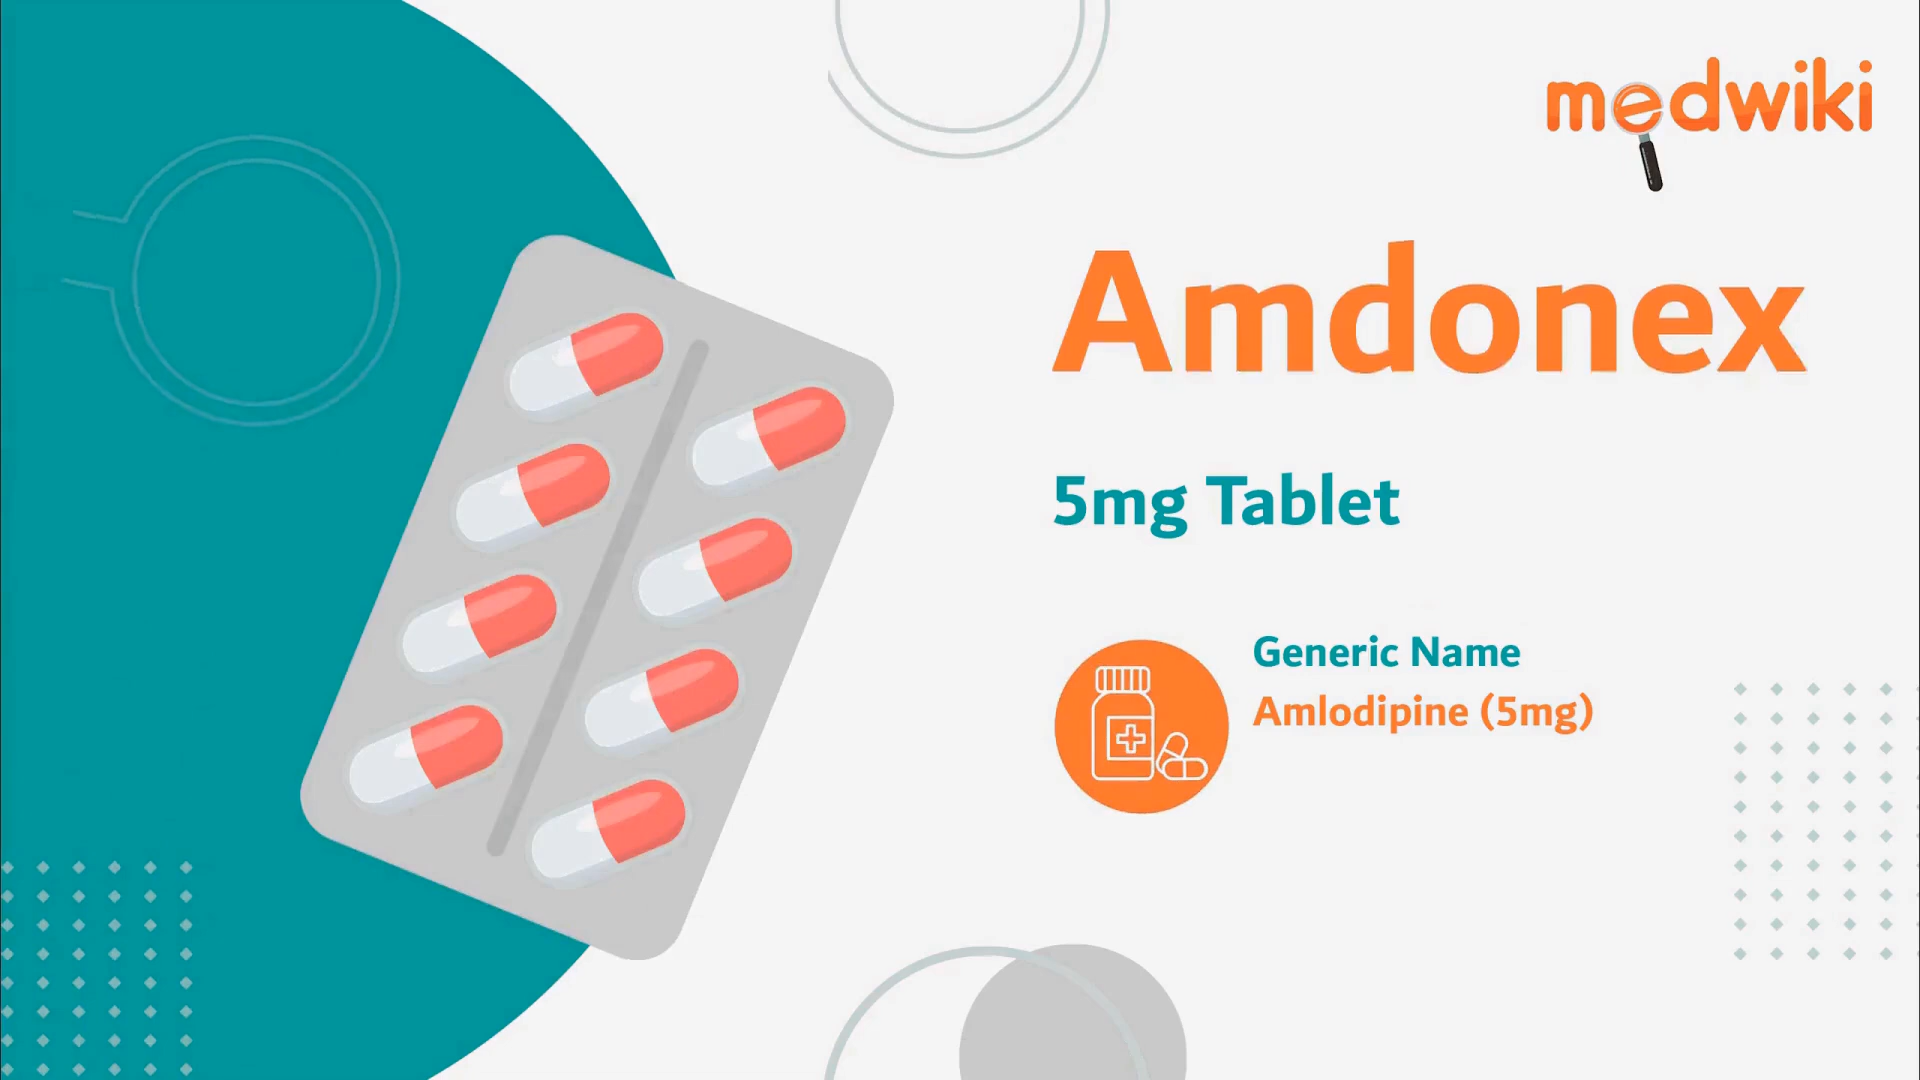 medwiki
Amdonex
5mg Tablet
Generic Name
Amlodipine (5mg)